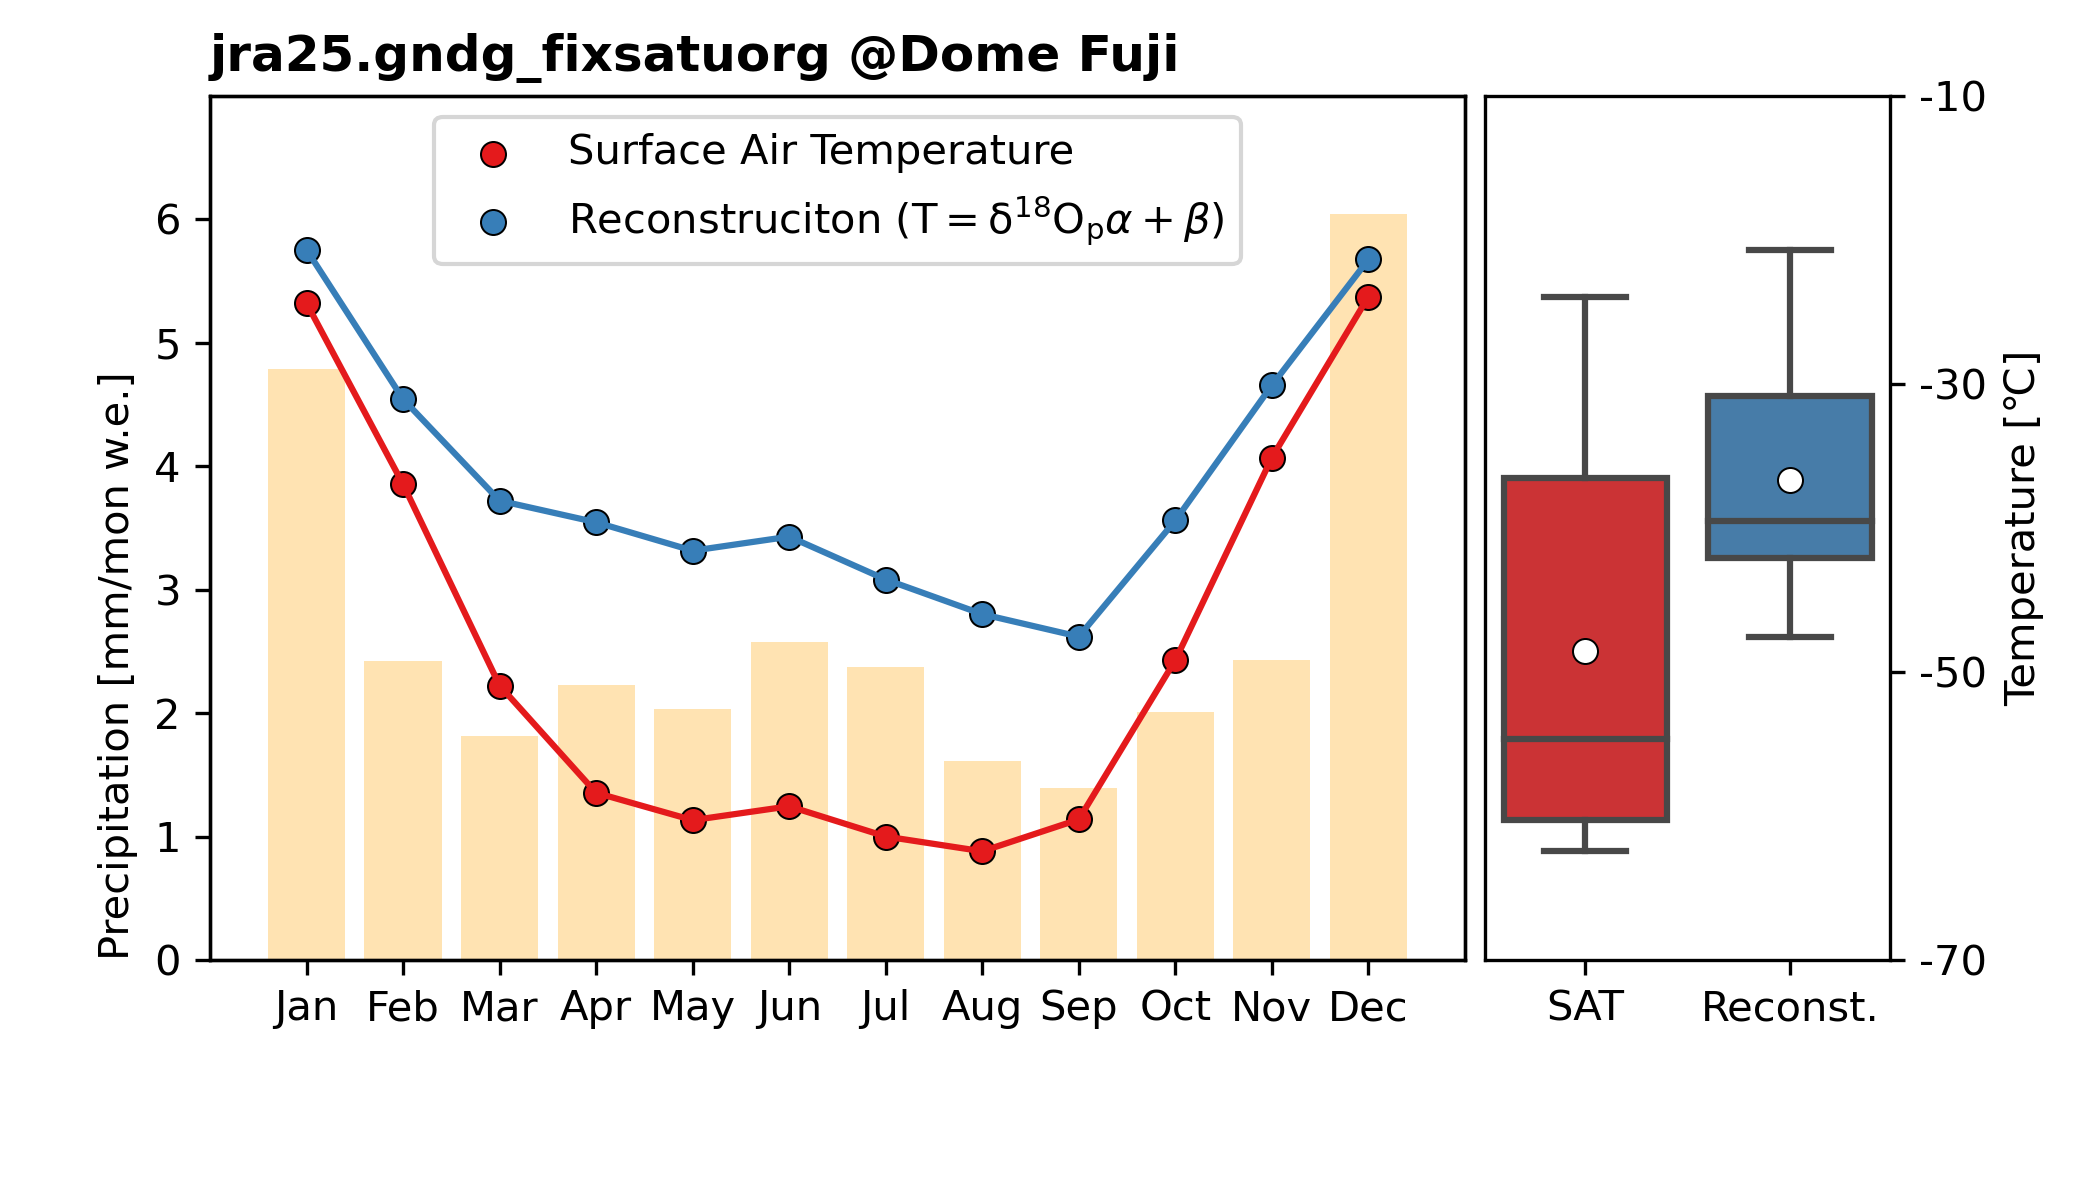 jra25.gndg_fixsatuorg @Dome Fuji
Surface Air Temperature
Reconstruciton (T = δ¹⁸Oₚα + β)
Precipitation [mm/mon w.e.]
6
5
4
3
2
1
0
Jan Feb Mar Apr May Jun Jul Aug Sep Oct Nov Dec
SAT Reconst.
-10
-30
-50
-70
Temperature [°C]